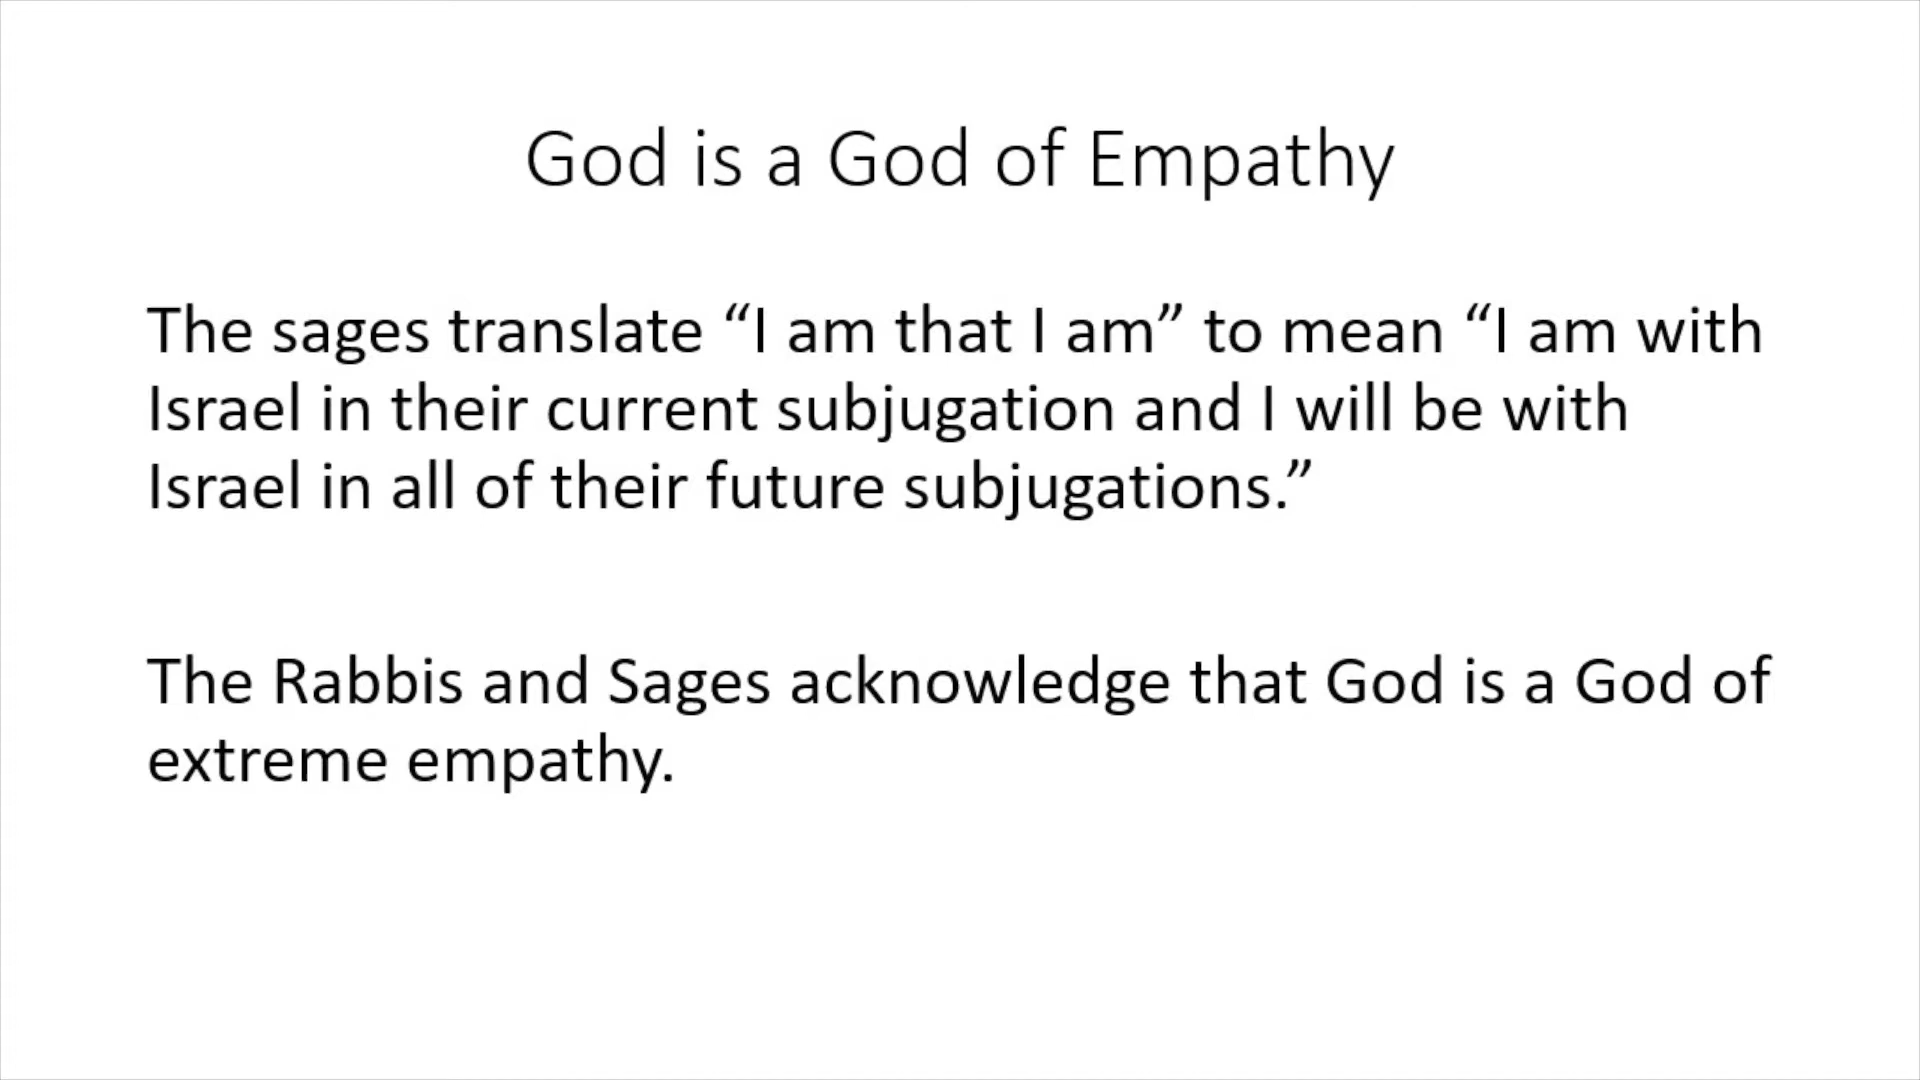 God is a God of Empathy
The sages translate “I am that I am” to mean “I am with
Israel in their current subjugation and I will be with
Israel in all of their future subjugations.”
The Rabbis and Sages acknowledge that God is a God of
extreme empathy.